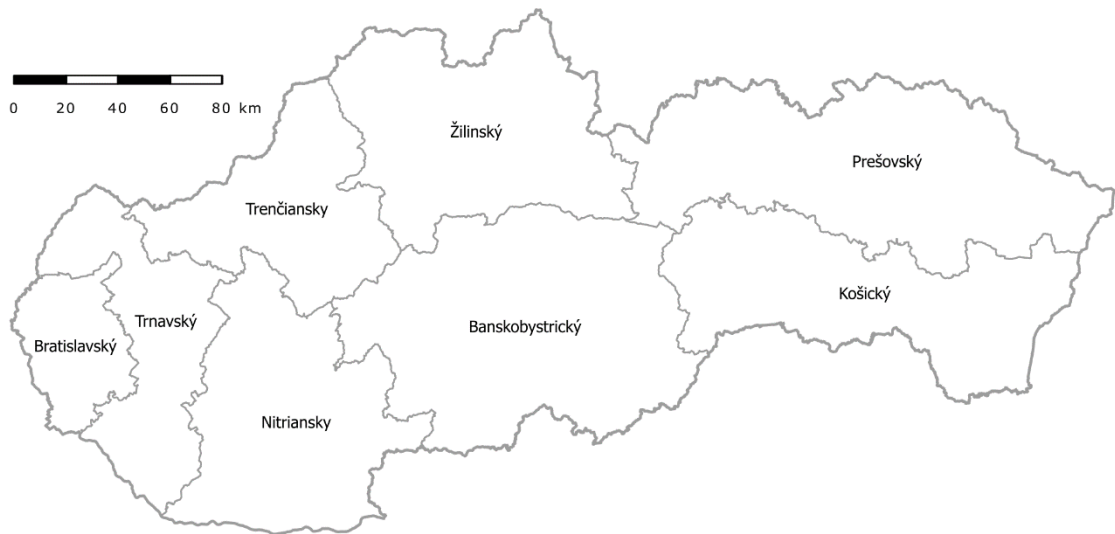 0 20 40 60 80 km
Žilinský
Prešovský
Trenčiansky
Košický
Trnavský
Banskobystrický
Bratislavský
Nitriansky